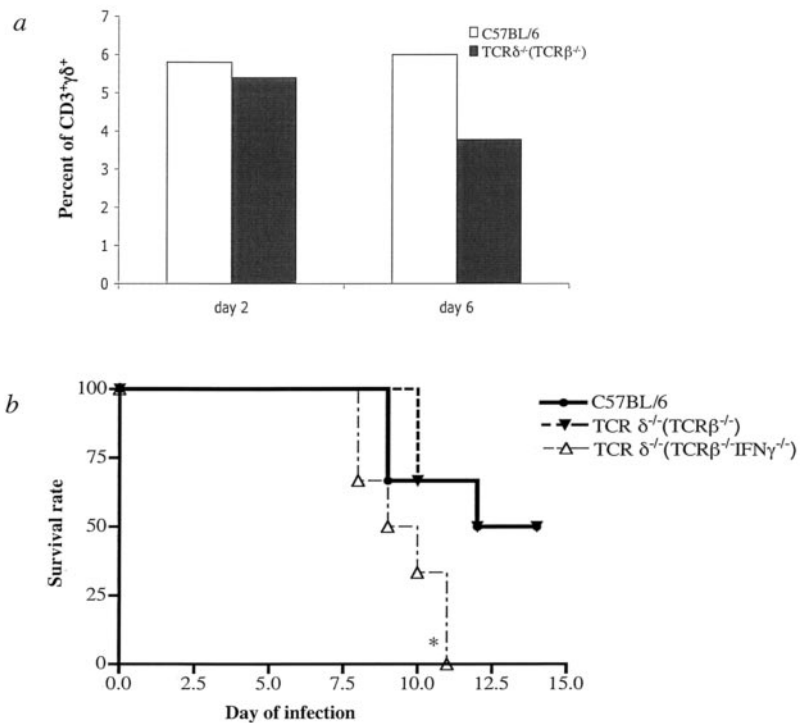 a
7
6
5
4
3
2
1
0
Percent of CD3⁺γδ⁺
C57BL/6
TCRδ⁻/⁻(TCRβ⁻/⁻)
day 2
day 6
b
100
75
50
25
0
Survival rate
C57BL/6
TCR δ⁻/⁻(TCRβ⁻/⁻)
TCR δ⁻/⁻(TCRβ⁻/⁻IFNγ⁻/⁻)
*
0.0 2.5 5.0 7.5 10.0 12.5 15.0
Day of infection